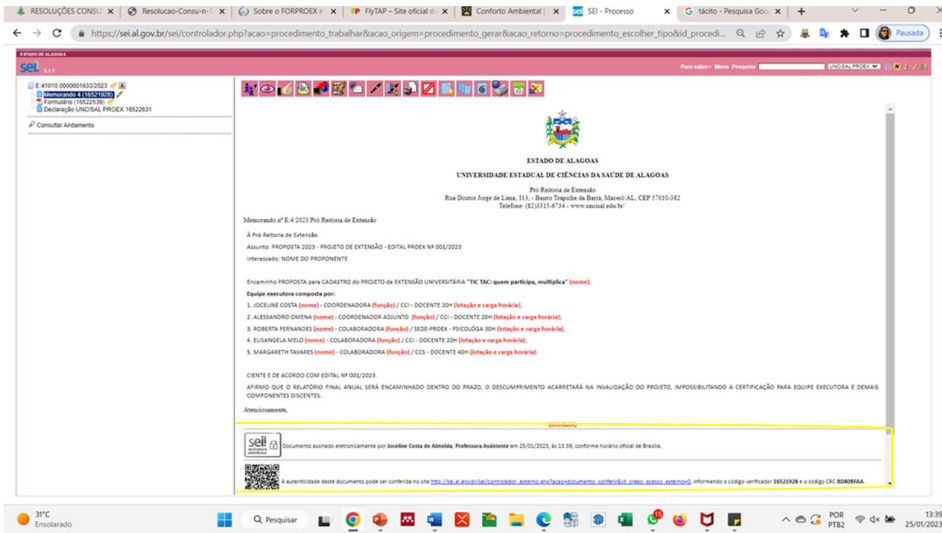 RESOLUÇÕES CONSU
Resolucao-Consu-n-1
Sobre o FORPROEX e
FlyTAP – Site oficial d
Conforto Ambiental
SEI - Processo
tácito - Pesquisa Goo
https://sei.al.gov.br/sei/controlador.php?acao=procedimento_trabalhar&acao_origem=procedimento_gerar&acao_retorno=procedimento_escolher_tipo&id_procedi...
Pausada
ESTADO DE ALAGOAS
sei. 3.1.7
Para saber+ Menu Pesquisa UNCISAL PROEX
E:41010.0000001633/2023
Memorando 4 (16521928)
Formulário (16522539)
Declaração UNCISAL PROEX 16522631
Consultar Andamento
ESTADO DE ALAGOAS
UNIVERSIDADE ESTADUAL DE CIÊNCIAS DA SAÚDE DE ALAGOAS
Pró Reitoria de Extensão
Rua Doutor Jorge de Lima, 113, - Bairro Trapiche da Barra, Maceió/AL, CEP 57010-382
Telefone: (82)3315-6734 - www.uncisal.edu.br/
Memorando nº E:4/2023/Pró Reitoria de Extensão
À Pró Reitoria de Extensão
Assunto: PROPOSTA 2023 - PROJETO DE EXTENSÃO - EDITAL PROEX Nº 001/2023
Interessado: NOME DO PROPONENTE
Encaminho PROPOSTA para CADASTRO do PROJETO de EXTENSÃO UNIVERSITÁRIA "TIC TAC: quem participa, multiplica" (nome).
Equipe executora composta por:
1. JOCELINE COSTA (nome) - COORDENADORA (função) / CCI - DOCENTE 20H (lotação e carga horária);
2. ALESSANDRO OMENA (nome) - COORDENADOR ADJUNTO (função) / CCI - DOCENTE 20H (lotação e carga horária);
3. ROBERTA FERNANDES (nome) - COLABORADORA (função) / SEDE-PROEX - PSICOLÓGA 30H (lotação e carga horária);
4. ELISANGELA MELO (nome) - COLABORADORA (função) / CCI - DOCENTE 20H (lotação e carga horária);
5. MARGARETH TAVARES (nome) - COLABORADORA (função) / CCS - DOCENTE 40H (lotação e carga horária).
CIENTE E DE ACORDO COM EDITAL Nº 001/2023.
AFIRMO QUE O RELATÓRIO FINAL ANUAL SERÁ ENCAMINHADO DENTRO DO PRAZO, O DESCUMPRIMENTO ACARRETARÁ NA INVALIDAÇÃO DO PROJETO, IMPOSSIBILITANDO A CERTIFICAÇÃO PARA EQUIPE EXECUTORA E DEMAIS
COMPONENTES DISCENTES.
Atenciosamente,
sei! assinatura eletrônica
Documento assinado eletronicamente por Joceline Costa de Almeida, Professora Assistente em 25/01/2023, às 13:39, conforme horário oficial de Brasília.
A autenticidade deste documento pode ser conferida no site http://sei.al.gov.br/sei/controlador_externo.php?acao=documento_conferir&id_orgao_acesso_externo=0, informando o código verificador 16521928 e o código CRC BD80BFAA.
31°C
Ensolarado
Pesquisar
POR
PTB2
13:39
25/01/2023